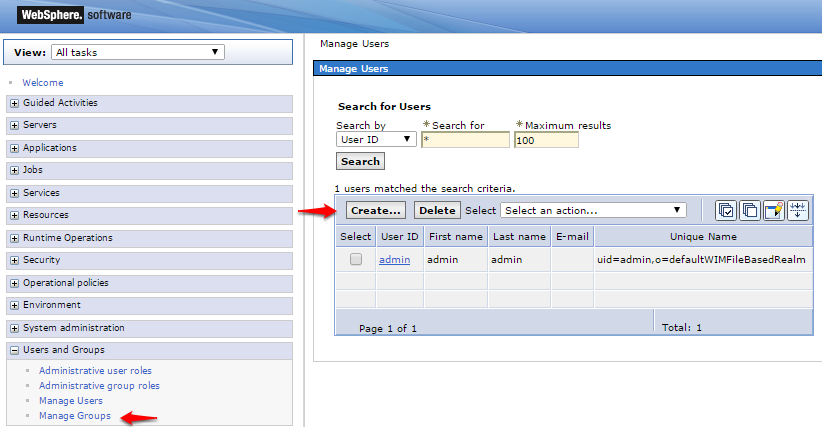 WebSphere. software
View: All tasks
Welcome
Guided Activities
Servers
Applications
Jobs
Services
Resources
Runtime Operations
Security
Operational policies
Environment
System administration
Users and Groups
Administrative user roles
Administrative group roles
Manage Users
Manage Groups
Manage Users
Manage Users
Search for Users
Search by *Search for *Maximum results
User ID * 100
Search
1 users matched the search criteria.
Create... Delete Select Select an action...
Select User ID First name Last name E-mail Unique Name
admin admin admin uid=admin,o=defaultWIMFileBasedRealm
Page 1 of 1 Total: 1